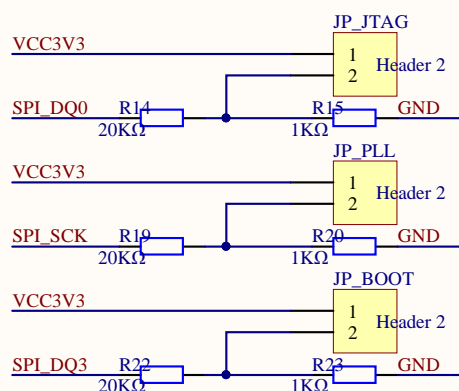 JP_JTAG
VCC3V3
1
2
Header 2
SPI_DQ0
R14
20KΩ
R15
1KΩ
GND
JP_PLL
VCC3V3
1
2
Header 2
SPI_SCK
R19
20KΩ
R20
1KΩ
GND
JP_BOOT
VCC3V3
1
2
Header 2
SPI_DQ3
R22
20KΩ
R23
1KΩ
GND